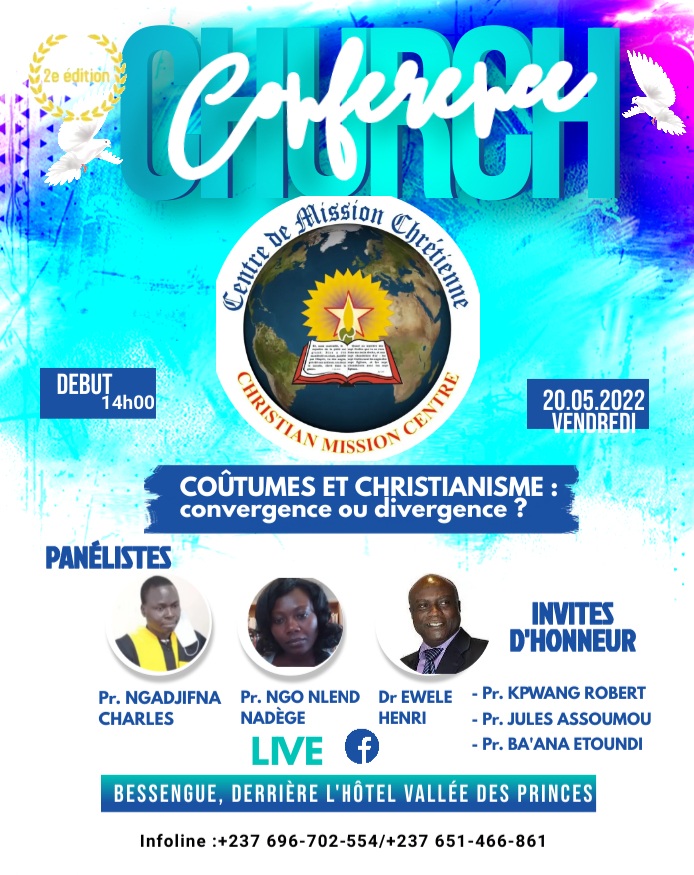 2e édition
CHURCH
Conference
Centre de Mission Chrétienne
CHRISTIAN MISSION CENTRE
DEBUT
14h00
20.05.2022
VENDREDI
COÛTUMES ET CHRISTIANISME :
convergence ou divergence ?
PANÉLISTES
INVITES
D'HONNEUR
Pr. NGADJIFNA
CHARLES
Pr. NGO NLEND
NADÈGE
Dr EWELE
HENRI
- Pr. KPWANG ROBERT
- Pr. JULES ASSOUMOU
- Pr. BA'ANA ETOUNDI
LIVE
BESSENGUE, DERRIÈRE L'HÔTEL VALLÉE DES PRINCES
Infoline :+237 696-702-554/+237 651-466-861